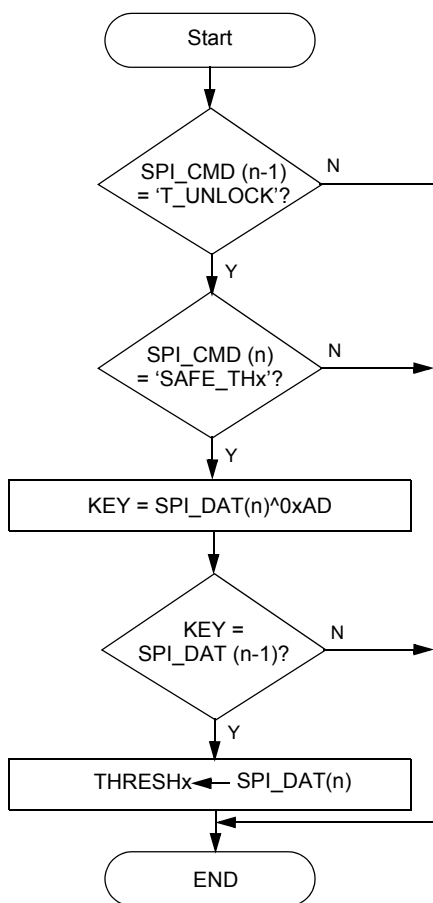 Start
SPI_CMD (n-1)
= ‘T_UNLOCK’?
N
Y
SPI_CMD (n)
= ‘SAFE_THx’?
N
Y
KEY = SPI_DAT(n)^0xAD
KEY =
SPI_DAT (n-1)?
N
Y
THRESHx SPI_DAT(n)
END